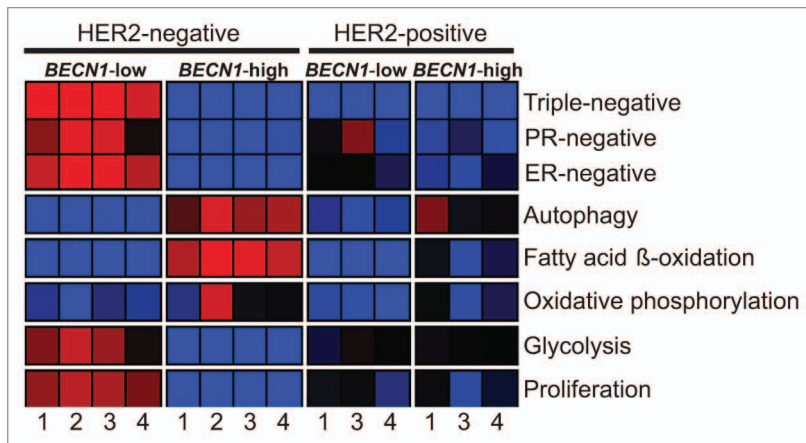 HER2-negative HER2-positive
BECN1-low BECN1-high BECN1-low BECN1-high
Triple-negative
PR-negative
ER-negative
Autophagy
Fatty acid ß-oxidation
Oxidative phosphorylation
Glycolysis
Proliferation
1 2 3 4 1 2 3 4 1 3 4 1 3 4